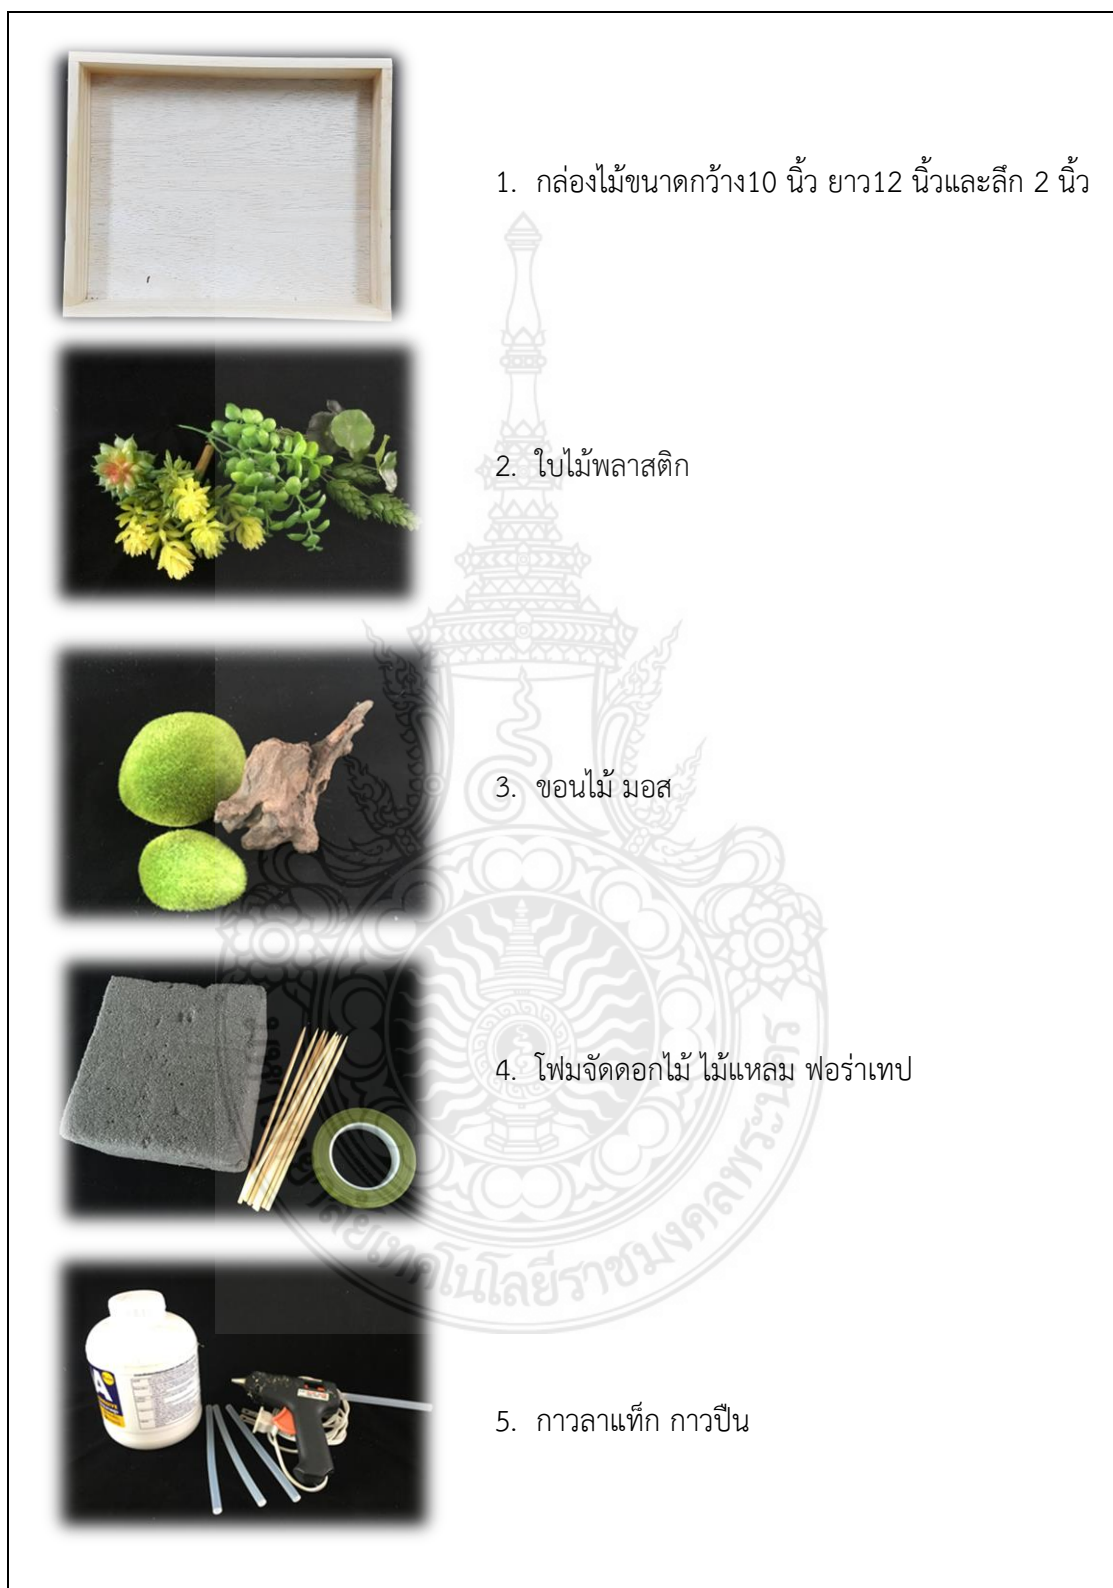 1. กล่องไม้ขนาดกว้าง10 นิ้ว ยาว12 นิ้วและลึก 2 นิ้ว
2. ใบไม้พลาสติก
3. ขอนไม้ มอส
4. โฟมจัดดอกไม้ ไม้แหลม ฟอร่าเทป
5. กาวลาแท็ก กาวปืน